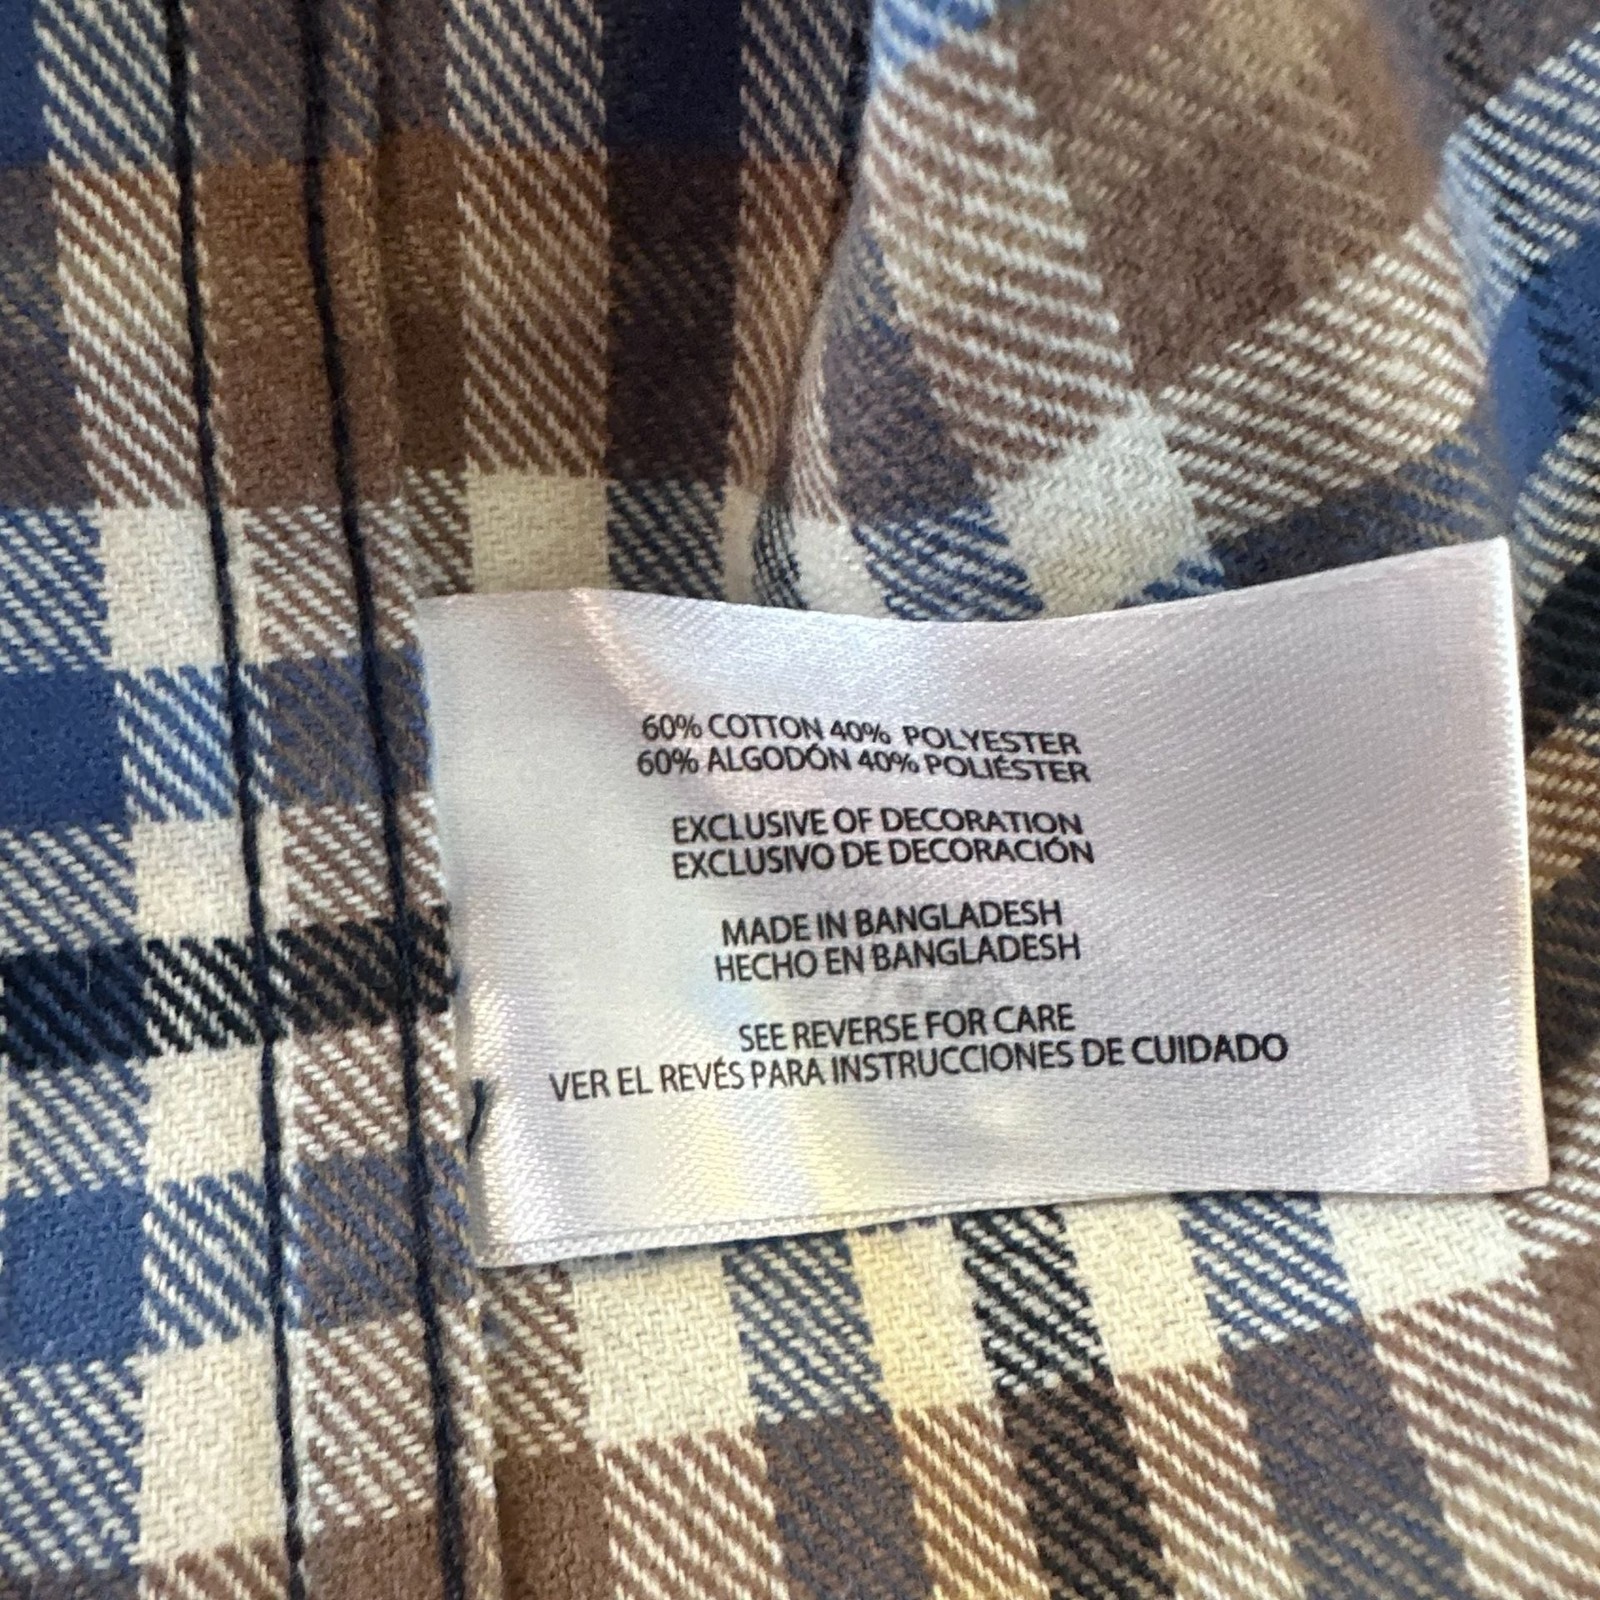 60% COTTON 40% POLYESTER
60% ALGODÓN 40% POLIÉSTER
EXCLUSIVE OF DECORATION
EXCLUSIVO DE DECORACIÓN
MADE IN BANGLADESH
HECHO EN BANGLADESH
SEE REVERSE FOR CARE
VER EL REVÉS PARA INSTRUCCIONES DE CUIDADO